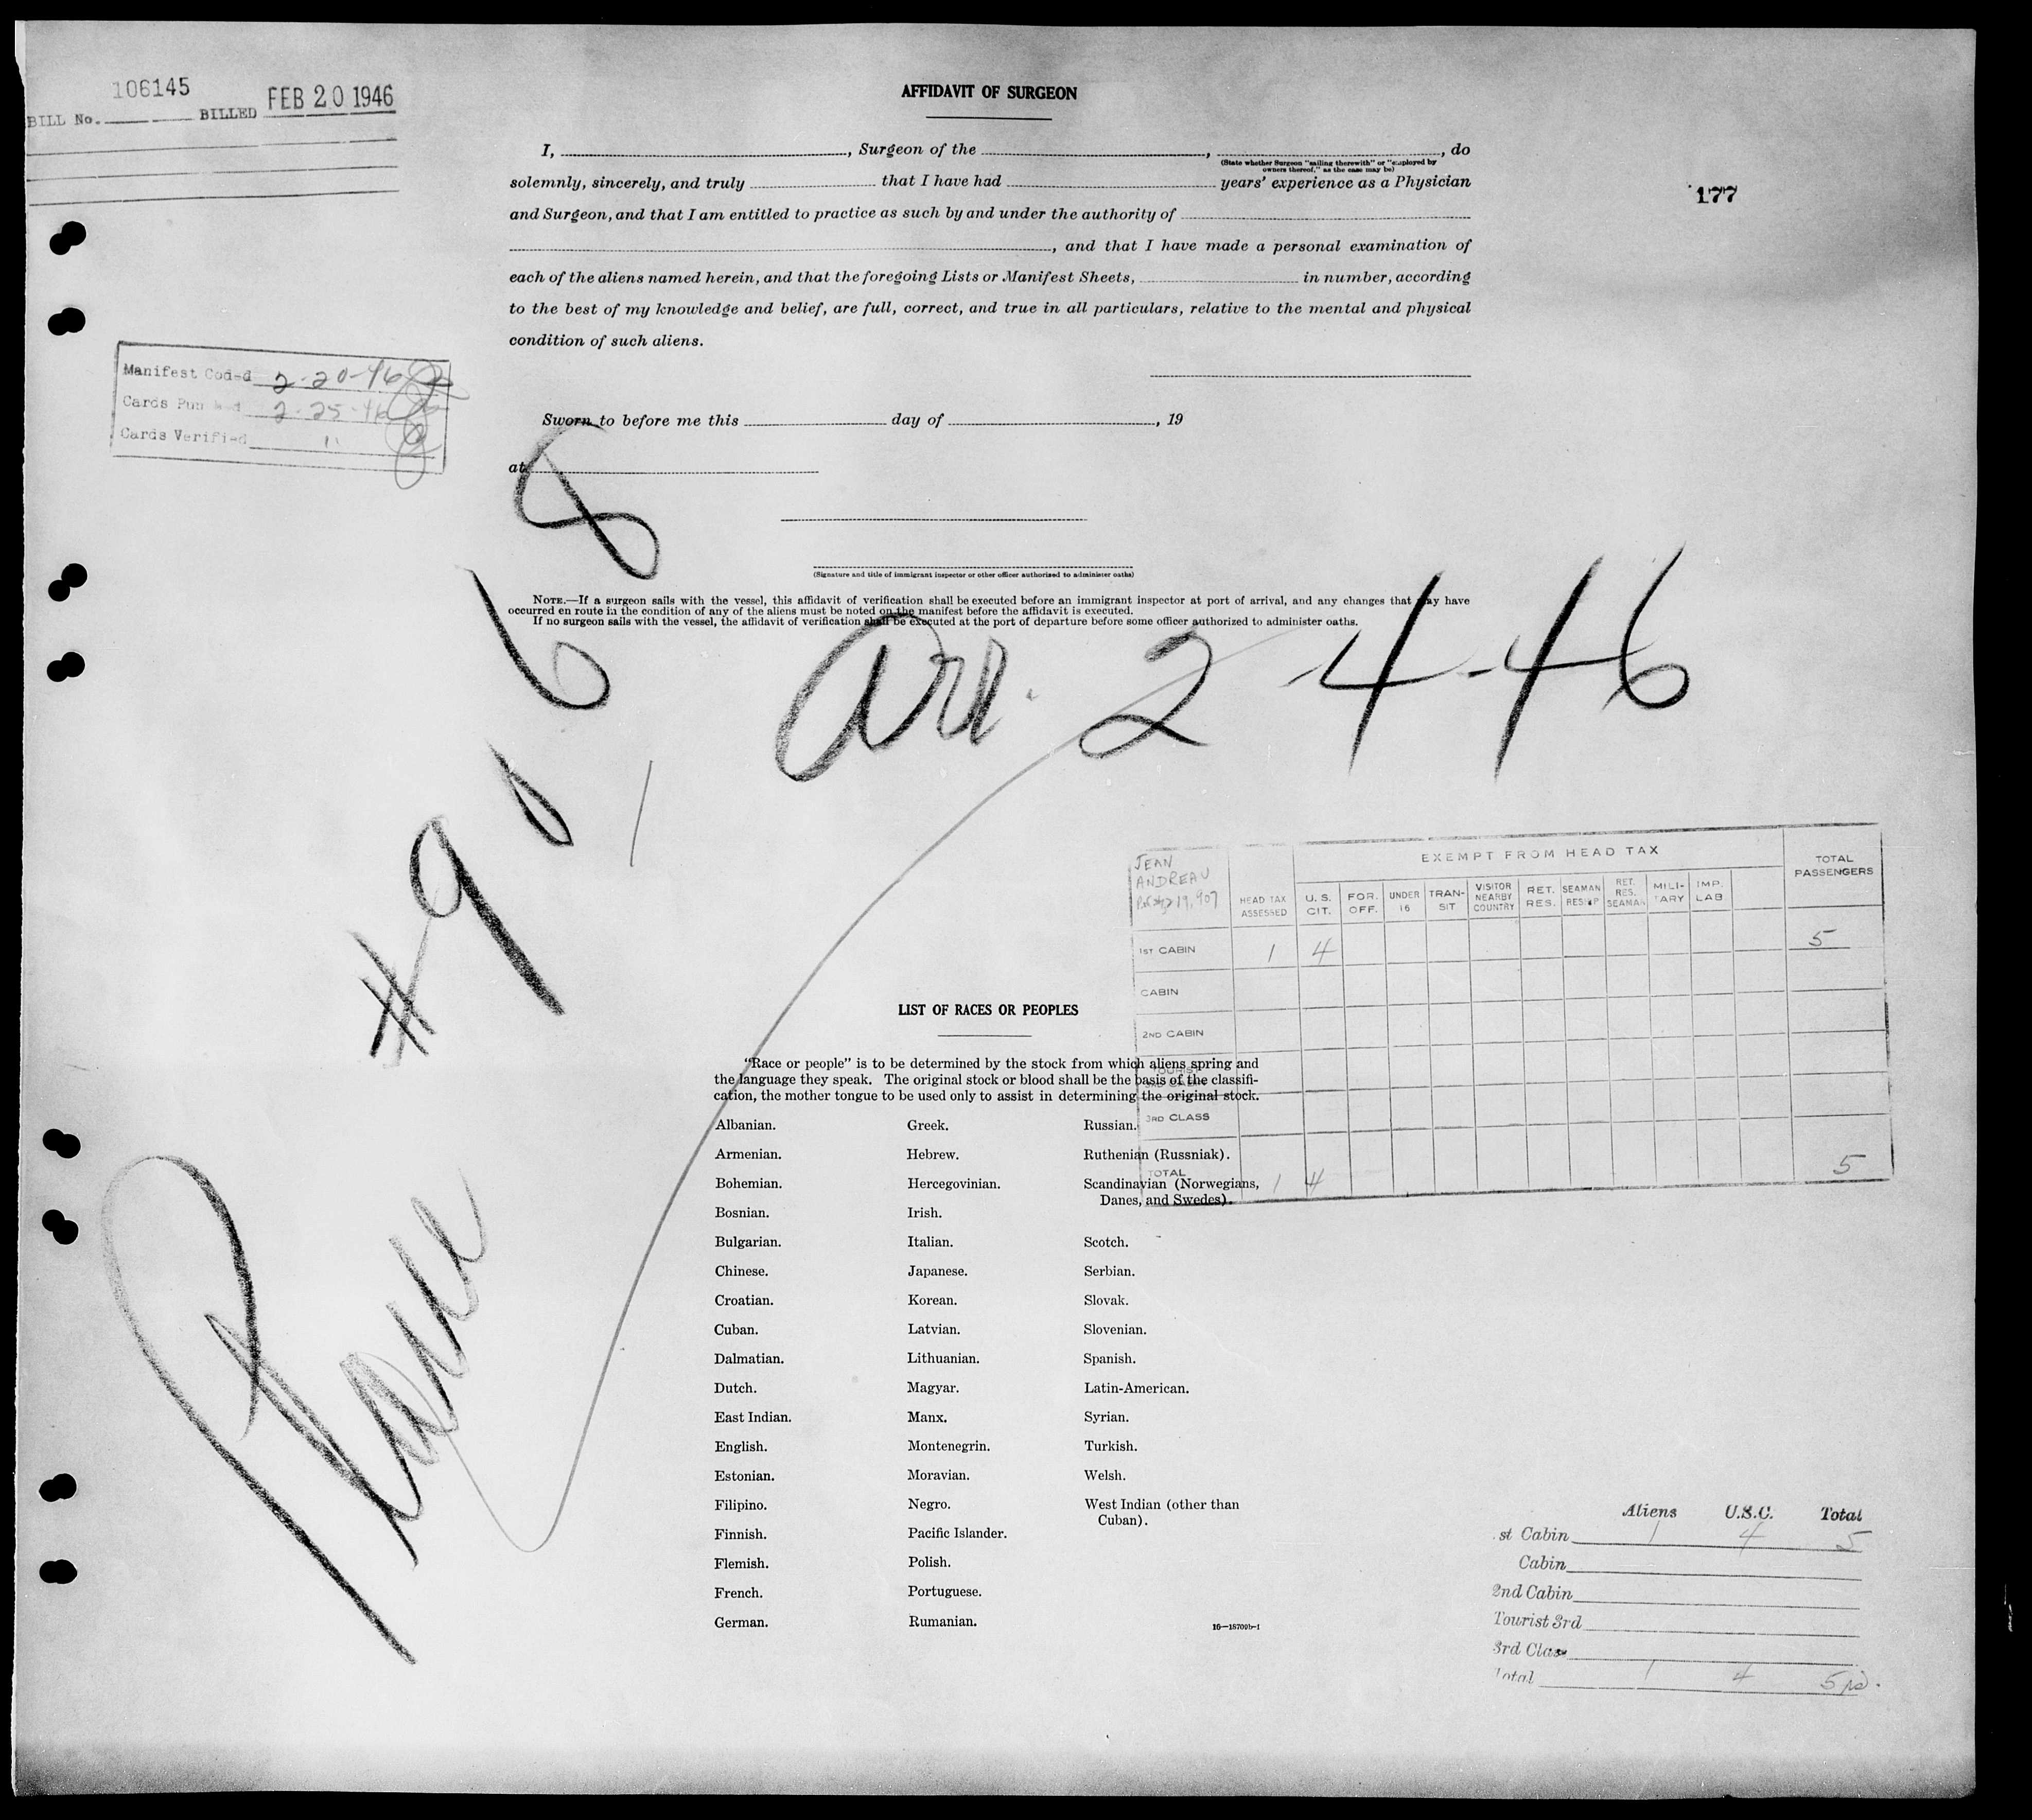 106145
BILL No. BILLED FEB 20 1946
AFFIDAVIT OF SURGEON
I, , Surgeon of the , , do
(State whether Surgeon "sailing therewith" or "employed by
owners thereof," as the case may be)
solemnly, sincerely, and truly that I have had years' experience as a Physician
and Surgeon, and that I am entitled to practice as such by and under the authority of
, and that I have made a personal examination of
each of the aliens named herein, and that the foregoing Lists or Manifest Sheets, in number, according
to the best of my knowledge and belief, are full, correct, and true in all particulars, relative to the mental and physical
condition of such aliens.
177
Manifest Coded 2-20-46
Cards Pun d 2-25-46
Cards Verified 11
Sworn to before me this day of , 19
at
(Signature and title of immigrant inspector or other officer authorized to administer oaths)
NOTE.—If a surgeon sails with the vessel, this affidavit of verification shall be executed before an immigrant inspector at port of arrival, and any changes that may have
occurred en route in the condition of any of the aliens must be noted on the manifest before the affidavit is executed.
If no surgeon sails with the vessel, the affidavit of verification shall be executed at the port of departure before some officer authorized to administer oaths.
Arr. 2-4-46
Plane #90168
JEAN
ANDREAU
HEAD TAX
ASSESSED
EXEMPT FROM HEAD TAX
TOTAL
PASSENGERS
U. S.
CIT.
FOR.
OFF.
UNDER
16
TRAN-
SIT
VISITOR
NEARBY
COUNTRY
RET.
RES.
SEAMAN
RESHIP
RET.
RES.
SEAMAN
MILI-
TARY
IMP.
LAB
1ST CABIN 1 4 5
CABIN
2ND CABIN
TOURIST
3RD CABIN
3RD CLASS
TOTAL 1 4 5
LIST OF RACES OR PEOPLES
"Race or people" is to be determined by the stock from which aliens spring and
the language they speak. The original stock or blood shall be the basis of the classifi-
cation, the mother tongue to be used only to assist in determining the original stock.
Albanian. Greek. Russian.
Armenian. Hebrew. Ruthenian (Russniak).
Bohemian. Hercegovinian. Scandinavian (Norwegians,
Danes, and Swedes).
Bosnian. Irish.
Bulgarian. Italian. Scotch.
Chinese. Japanese. Serbian.
Croatian. Korean. Slovak.
Cuban. Latvian. Slovenian.
Dalmatian. Lithuanian. Spanish.
Dutch. Magyar. Latin-American.
East Indian. Manx. Syrian.
English. Montenegrin. Turkish.
Estonian. Moravian. Welsh.
Filipino. Negro. West Indian (other than
Cuban).
Finnish. Pacific Islander.
Flemish. Polish.
French. Portuguese.
German. Rumanian.
16—18709b-1
Aliens U.S.C. Total
st Cabin 1 4 5
Cabin
2nd Cabin
Tourist 3rd
3rd Class
Total 1 4 5